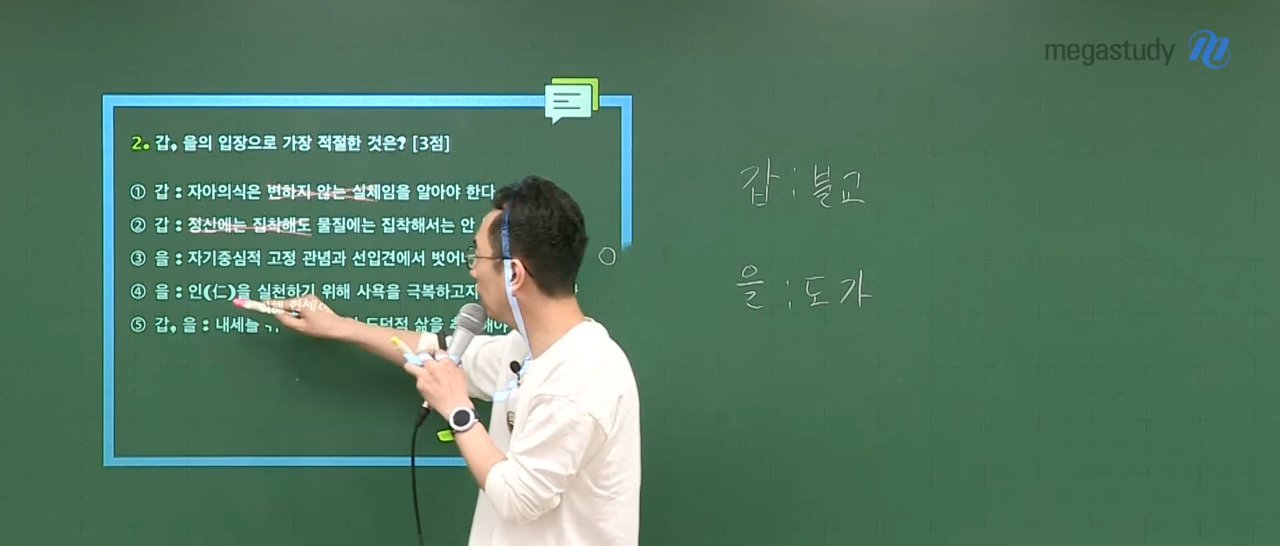 megastudy
2. 갑, 을의 입장으로 가장 적절한 것은? [3점]
① 갑 : 자아의식은 변하지 않는 실체임을 알아야 한다
② 갑 : 정신에는 집착해도 물질에는 집착해서는 안
③ 을 : 자기중심적 고정 관념과 선입견에서
④ 을 : 인(仁)을 실천하기 위해 사욕을 극복하고
⑤ 갑, 을 : 내세를 도덕적 삶을
갑 : 불교
을 : 도가